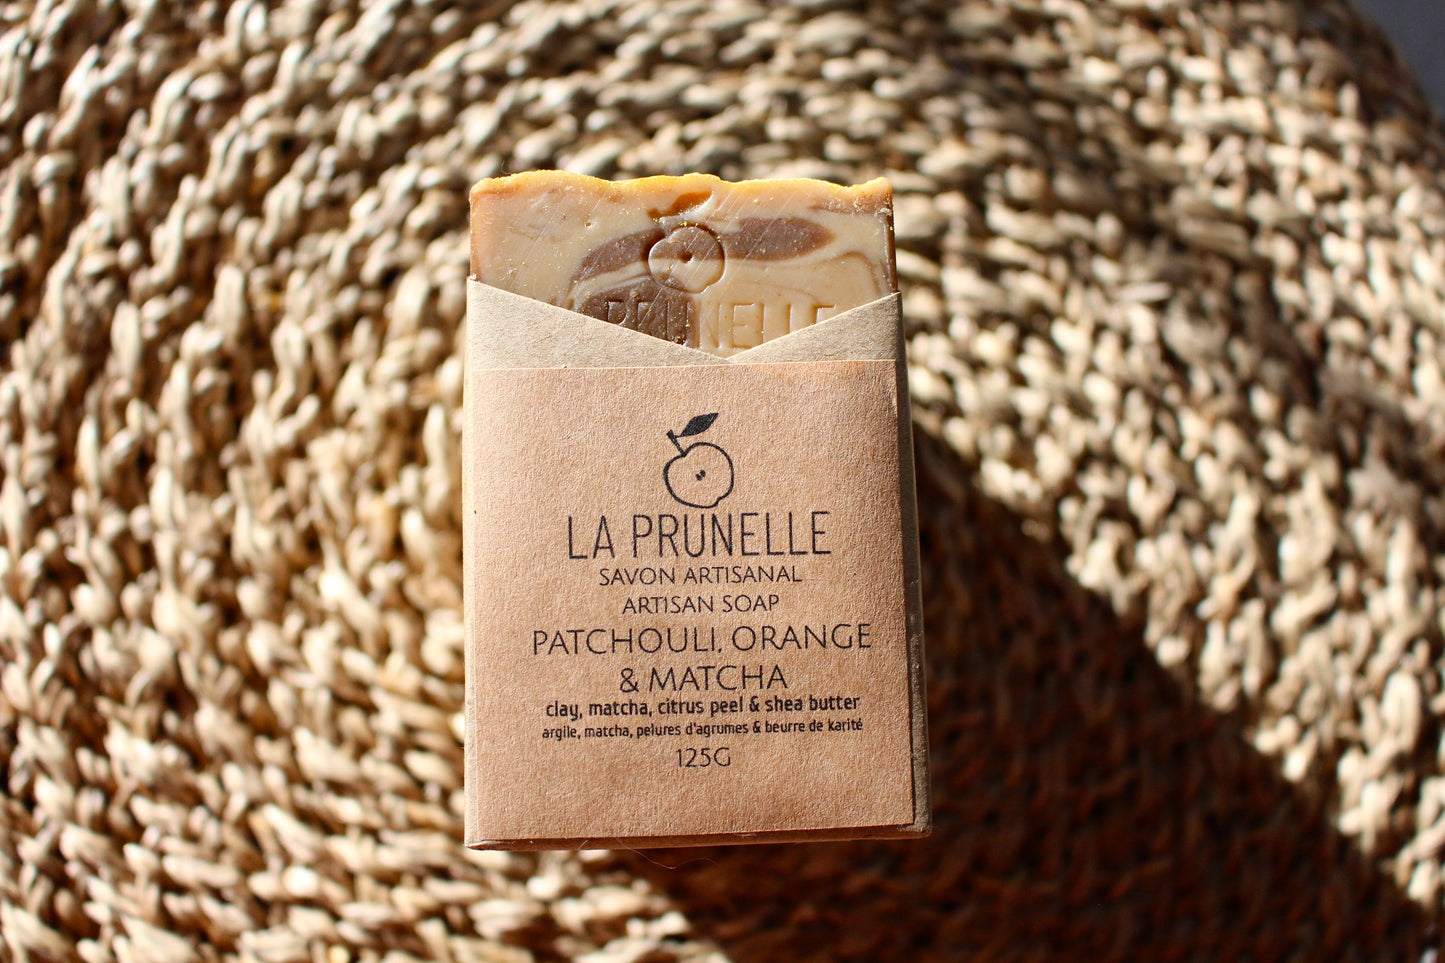 PRUNELLE
LA PRUNELLE
SAVON ARTISANAL
ARTISAN SOAP
PATCHOULI, ORANGE
& MATCHA
clay, matcha, citrus peel & shea butter
argile, matcha, pelures d'agrumes & beurre de karité
125G